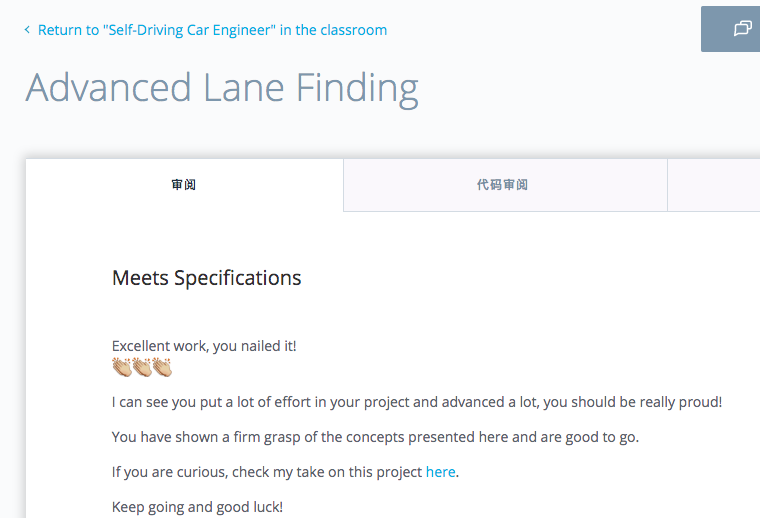 Return to "Self-Driving Car Engineer" in the classroom
Advanced Lane Finding
审阅
代码审阅
Meets Specifications
Excellent work, you nailed it!
👏🏼👏🏼👏🏼
I can see you put a lot of effort in your project and advanced a lot, you should be really proud!
You have shown a firm grasp of the concepts presented here and are good to go.
If you are curious, check my take on this project here.
Keep going and good luck!